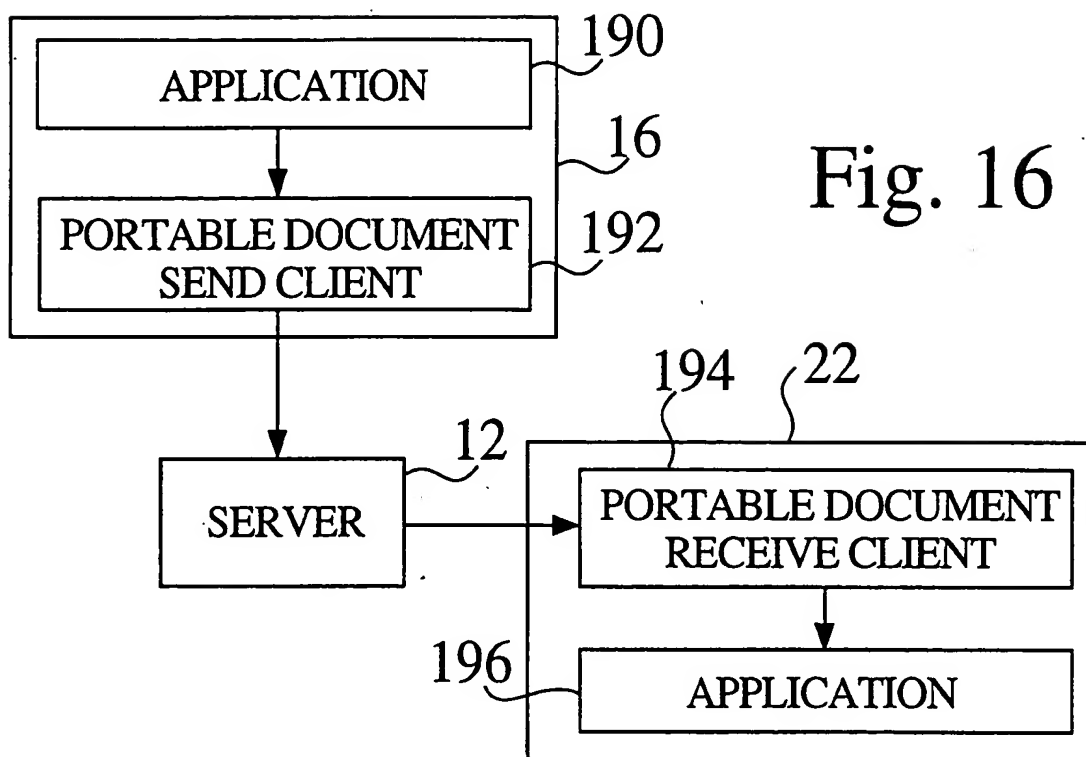 190
APPLICATION
16
Fig. 16
PORTABLE DOCUMENT
SEND CLIENT
192
194
22
12
SERVER
PORTABLE DOCUMENT
RECEIVE CLIENT
196
APPLICATION